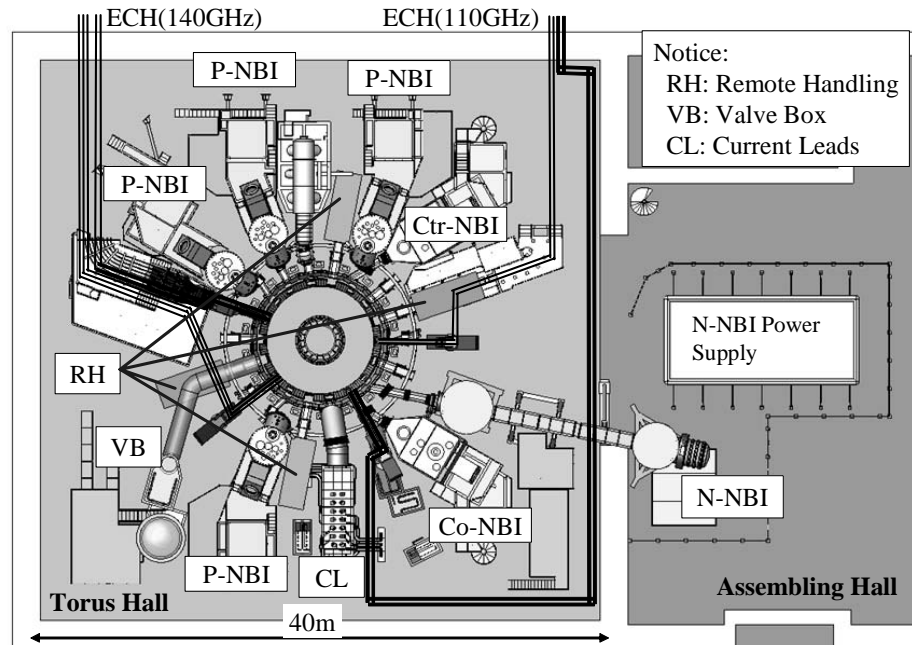 ECH(140GHz)
ECH(110GHz)
P-NBI
P-NBI
Notice:
RH: Remote Handling
VB: Valve Box
CL: Current Leads
P-NBI
Ctr-NBI
N-NBI Power
Supply
RH
VB
N-NBI
Co-NBI
P-NBI
CL
Torus Hall
Assembling Hall
40m